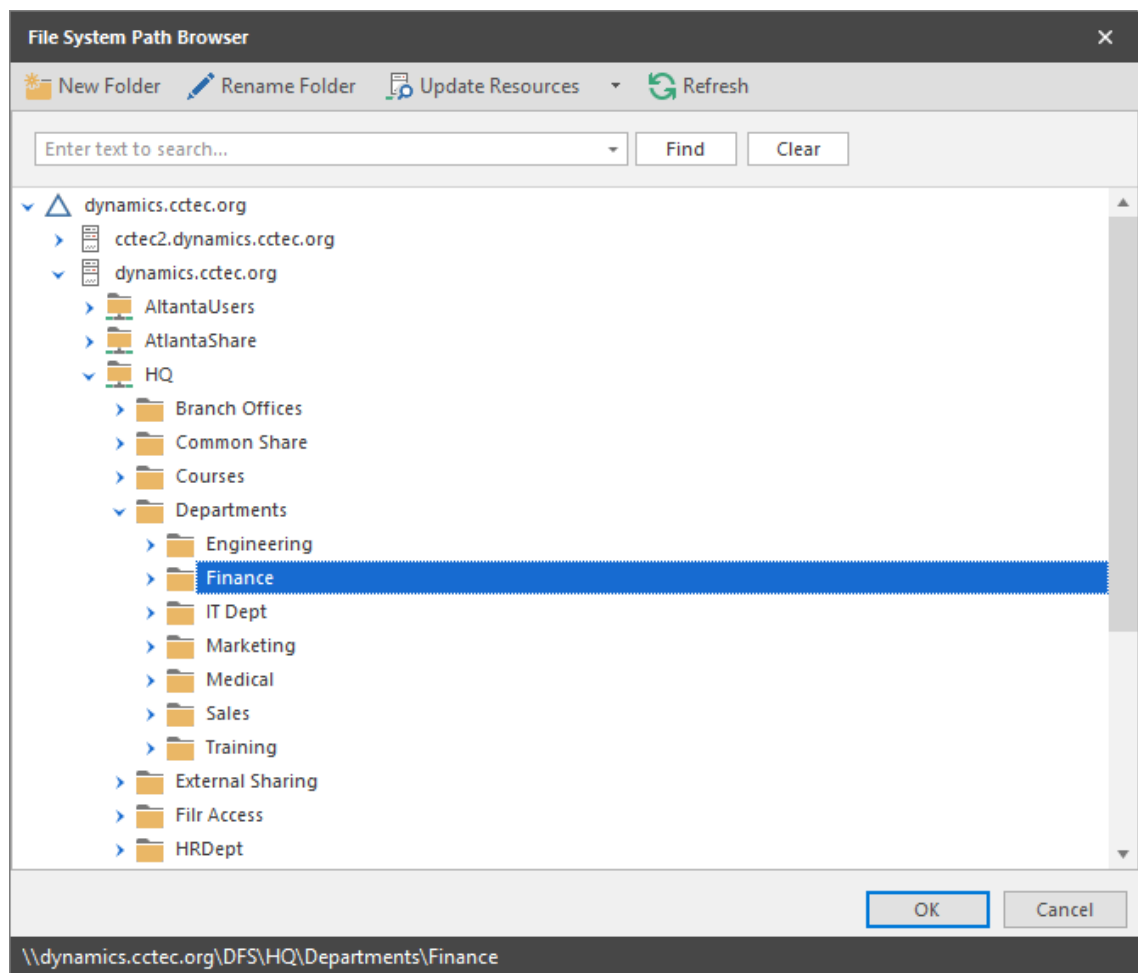 File System Path Browser
New Folder Rename Folder Update Resources Refresh
Enter text to search... Find Clear
dynamics.cctec.org
cctec2.dynamics.cctec.org
dynamics.cctec.org
AltantaUsers
AtlantaShare
HQ
Branch Offices
Common Share
Courses
Departments
Engineering
Finance
IT Dept
Marketing
Medical
Sales
Training
External Sharing
Filr Access
HRDept
OK Cancel
\\dynamics.cctec.org\DFS\HQ\Departments\Finance